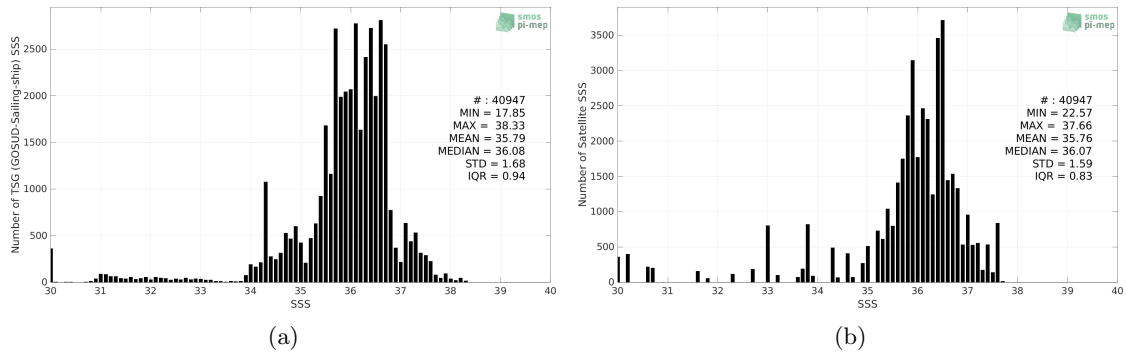 smos
pi-mep
Number of TSG (GOSUD-Sailing-ship) SSS
2500
2000
1500
1000
500
0
# : 40947
MIN = 17.85
MAX = 38.33
MEAN = 35.79
MEDIAN = 36.08
STD = 1.68
IQR = 0.94
30 31 32 33 34 35 36 37 38 39 40
SSS
(a)
smos
pi-mep
Number of Satellite SSS
3500
3000
2500
2000
1500
1000
500
0
# : 40947
MIN = 22.57
MAX = 37.66
MEAN = 35.76
MEDIAN = 36.07
STD = 1.59
IQR = 0.83
30 31 32 33 34 35 36 37 38 39 40
SSS
(b)